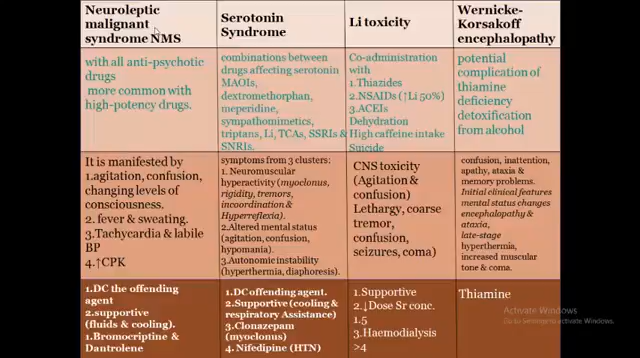 Neuroleptic
malignant
syndrome NMS
Serotonin
Syndrome
Li toxicity
Wernicke-
Korsakoff
encephalopathy
with all anti-psychotic
drugs
more common with
high-potency drugs.
combinations between
drugs affecting serotonin
MAOIs,
dextromethorphan,
meperidine,
sympathomimetics,
triptans, Li, TCAs, SSRIs &
SNRIs.
Co-administration
with
1.Thiazides
2.NSAIDs (↑Li 50%)
3.ACEIs
Dehydration
High caffeine intake
Suicide
potential
complication of
thiamine
deficiency
detoxification
from alcohol
It is manifested by
1.agitation, confusion,
changing levels of
consciousness.
2. fever & sweating.
3.Tachycardia & labile
BP
4.↑CPK
symptoms from 3 clusters:
1. Neuromuscular
hyperactivity (myoclonus,
rigidity, tremors,
incoordination &
Hyperreflexia).
2.Altered mental status
(agitation, confusion,
hypomania).
3.Autonomic instability
(hyperthermia, diaphoresis).
CNS toxicity
(Agitation &
confusion)
Lethargy, coarse
tremor,
confusion,
seizures, coma)
confusion, inattention,
apathy, ataxia &
memory problems.
Initial clinical features
mental status changes
encephalopathy &
ataxia,
late-stage
hyperthermia,
increased muscular
tone & coma.
1.DC the offending
agent
2.supportive
(fluids & cooling).
1.Bromocriptine &
Dantrolene
1.DC offending agent.
2.Supportive (cooling &
respiratory Assistance)
3.Clonazepam
(myoclonus)
4. Nifedipine (HTN)
1.Supportive
2.↓Dose Sr conc.
1.5
3.Haemodialysis
>4
Thiamine
Activate Windows
Go to Settings to activate Windows.